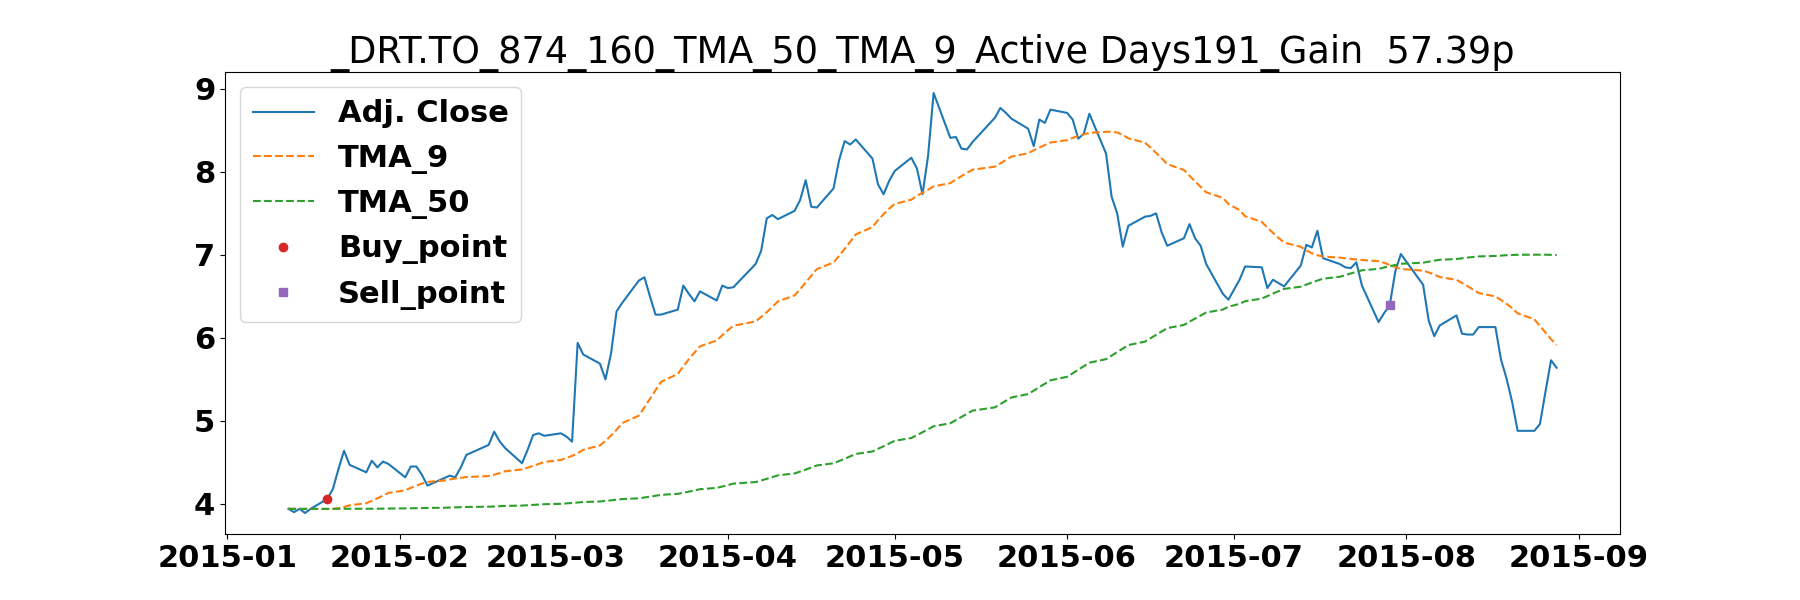 _DRT.TO_874_160_TMA_50_TMA_9_Active Days191_Gain  57.39p
9
8
7
6
5
4
Adj. Close
TMA_9
TMA_50
Buy_point
Sell_point
2015-01 2015-02 2015-03 2015-04 2015-05 2015-06 2015-07 2015-08 2015-09